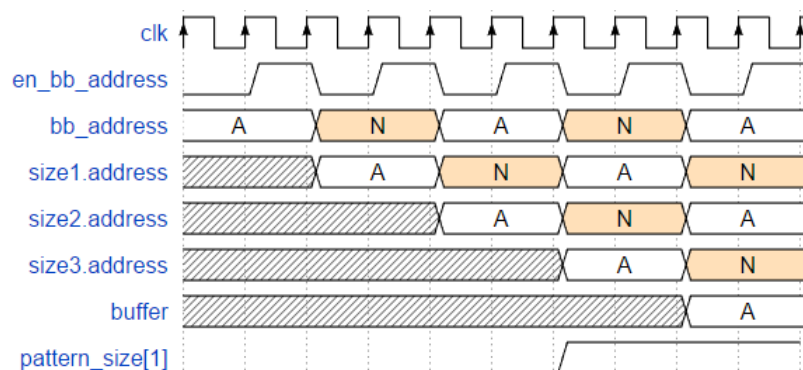 clk
en_bb_address
bb_address A N A N A
size1.address A N A N
size2.address A N A
size3.address A N
buffer A
pattern_size[1]